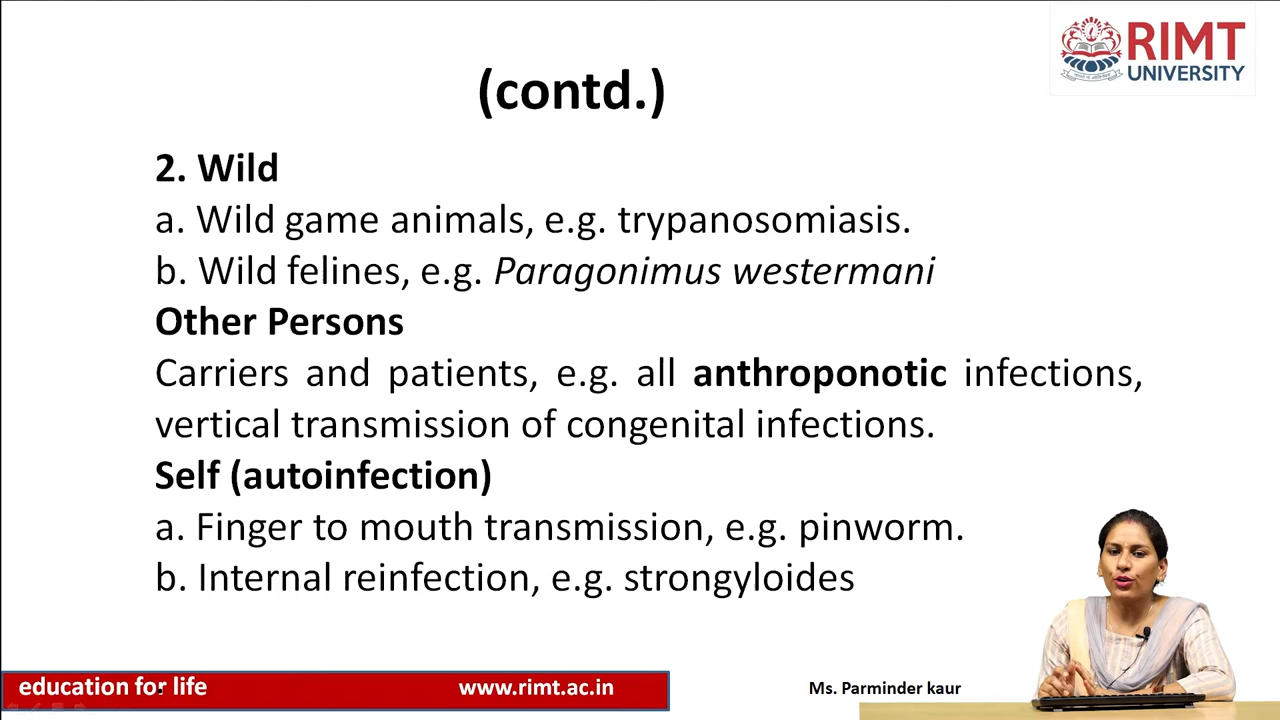 RIMT
UNIVERSITY
(contd.)
2. Wild
a. Wild game animals, e.g. trypanosomiasis.
b. Wild felines, e.g. Paragonimus westermani
Other Persons
Carriers and patients, e.g. all anthroponotic infections,
vertical transmission of congenital infections.
Self (autoinfection)
a. Finger to mouth transmission, e.g. pinworm.
b. Internal reinfection, e.g. strongyloides
education for life
www.rimt.ac.in
Ms. Parminder kaur